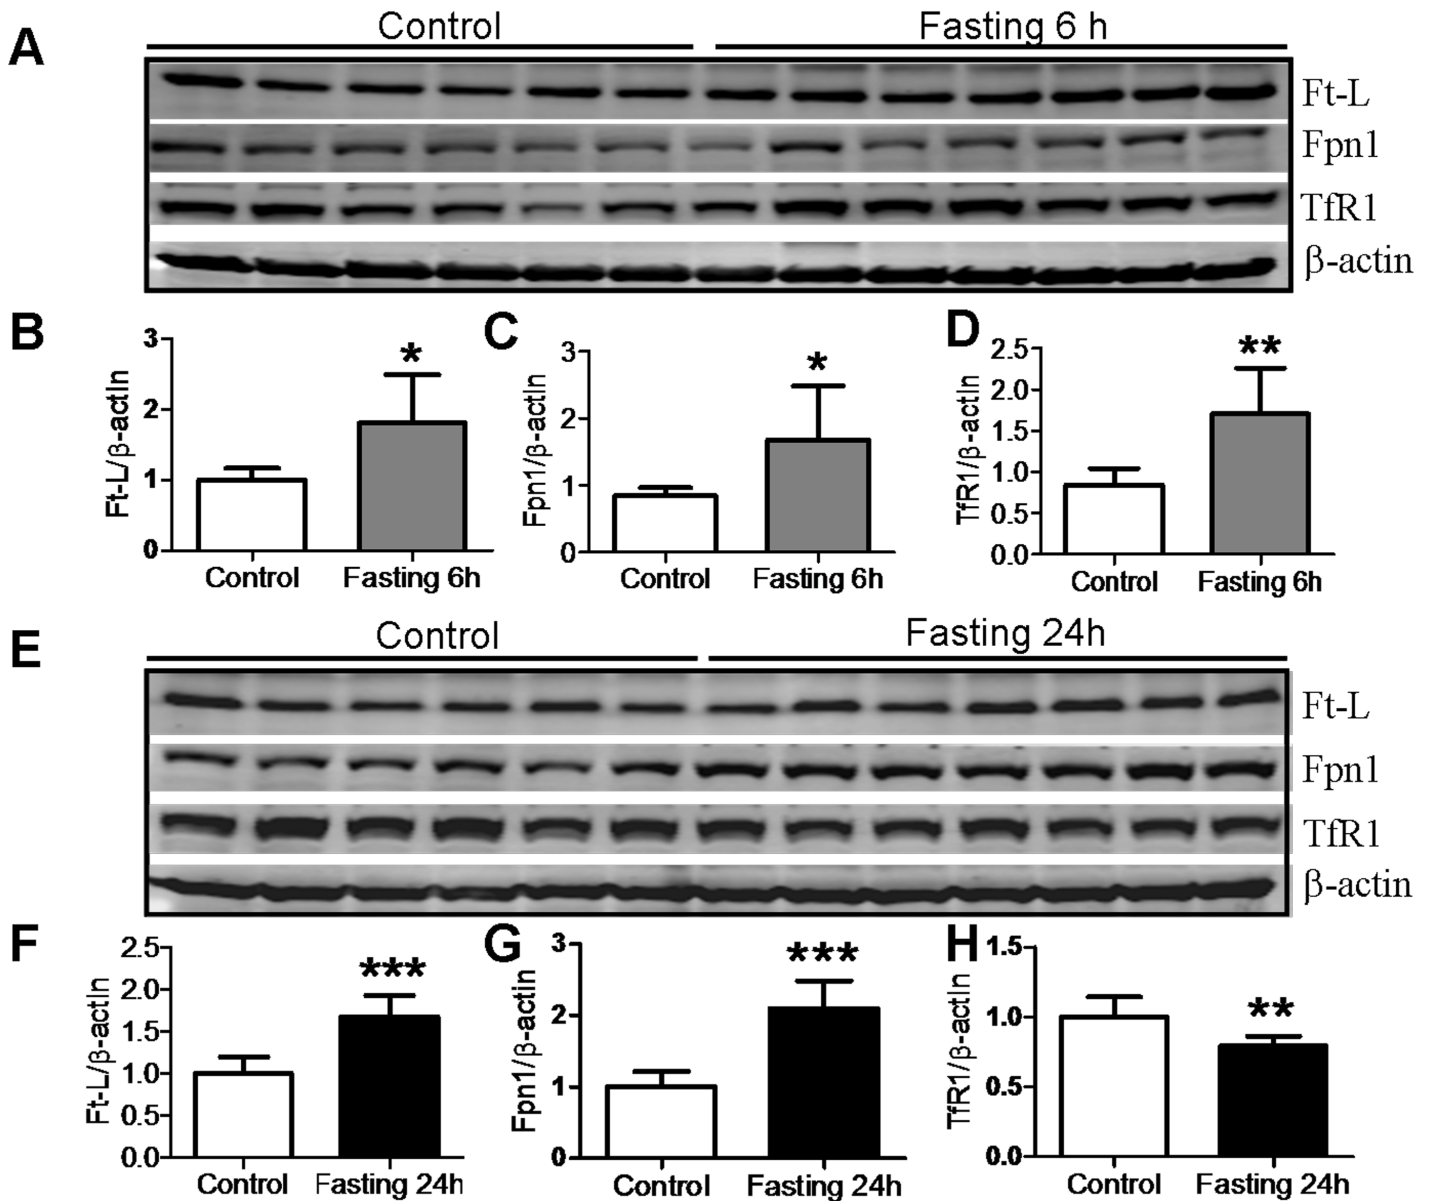 A
Control
Fasting 6 h
Ft-L
Fpn1
TfR1
β-actin
B
Ft-L/β-actIn
3
2
1
0
*
Control
Fasting 6h
C
Fpn1/β-actIn
3
2
1
0
*
Control
Fasting 6h
D
TfR1/β-actIn
2.5
2.0
1.5
1.0
0.5
0.0
**
Control
Fasting 6h
E
Control
Fasting 24h
Ft-L
Fpn1
TfR1
β-actin
F
Ft-L/β-actIn
2.5
2.0
1.5
1.0
0.5
0.0
***
Control
Fasting 24h
G
Fpn1/β-actin
3
2
1
0
***
Control
Fasting 24h
H
TfR1/β-actIn
1.5
1.0
0.5
0.0
**
Control
Fasting 24h